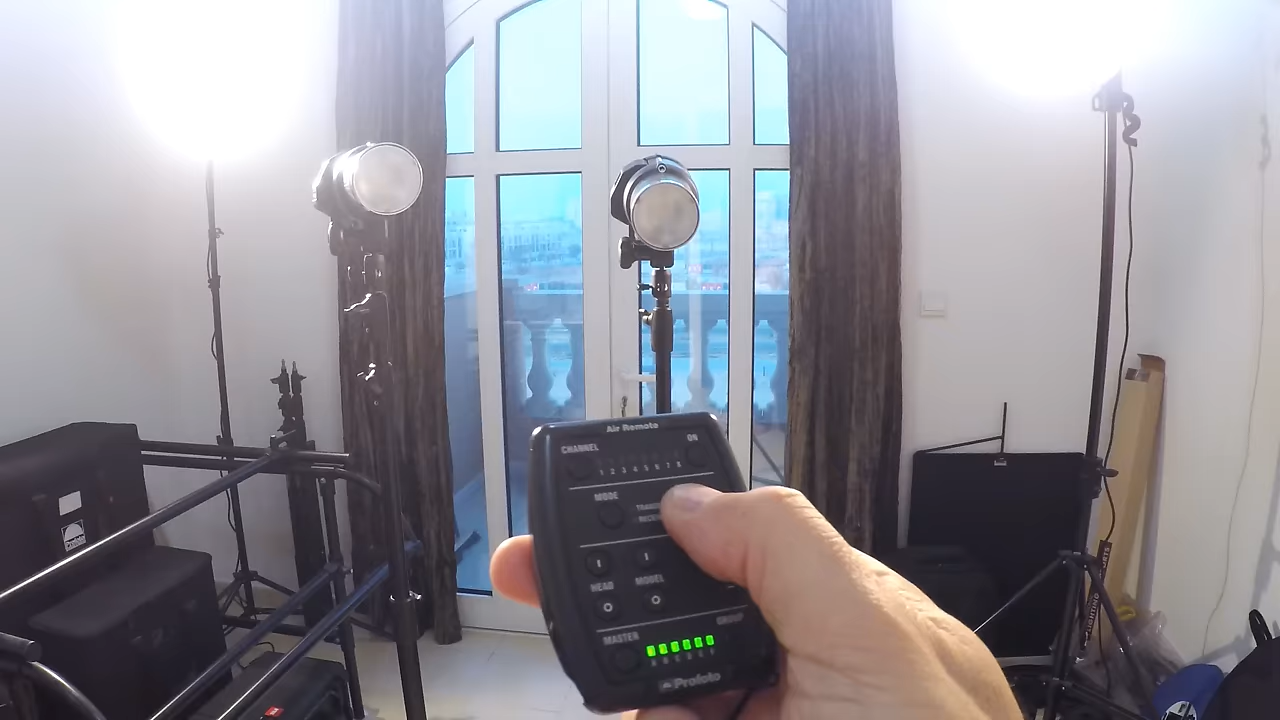 Air Remote
CHANNEL ON
1 2 3 4 5 6 7 8
MODE
I I
HEAD MODEL
O O
GROUP
MASTER
A B C D E F
Profoto